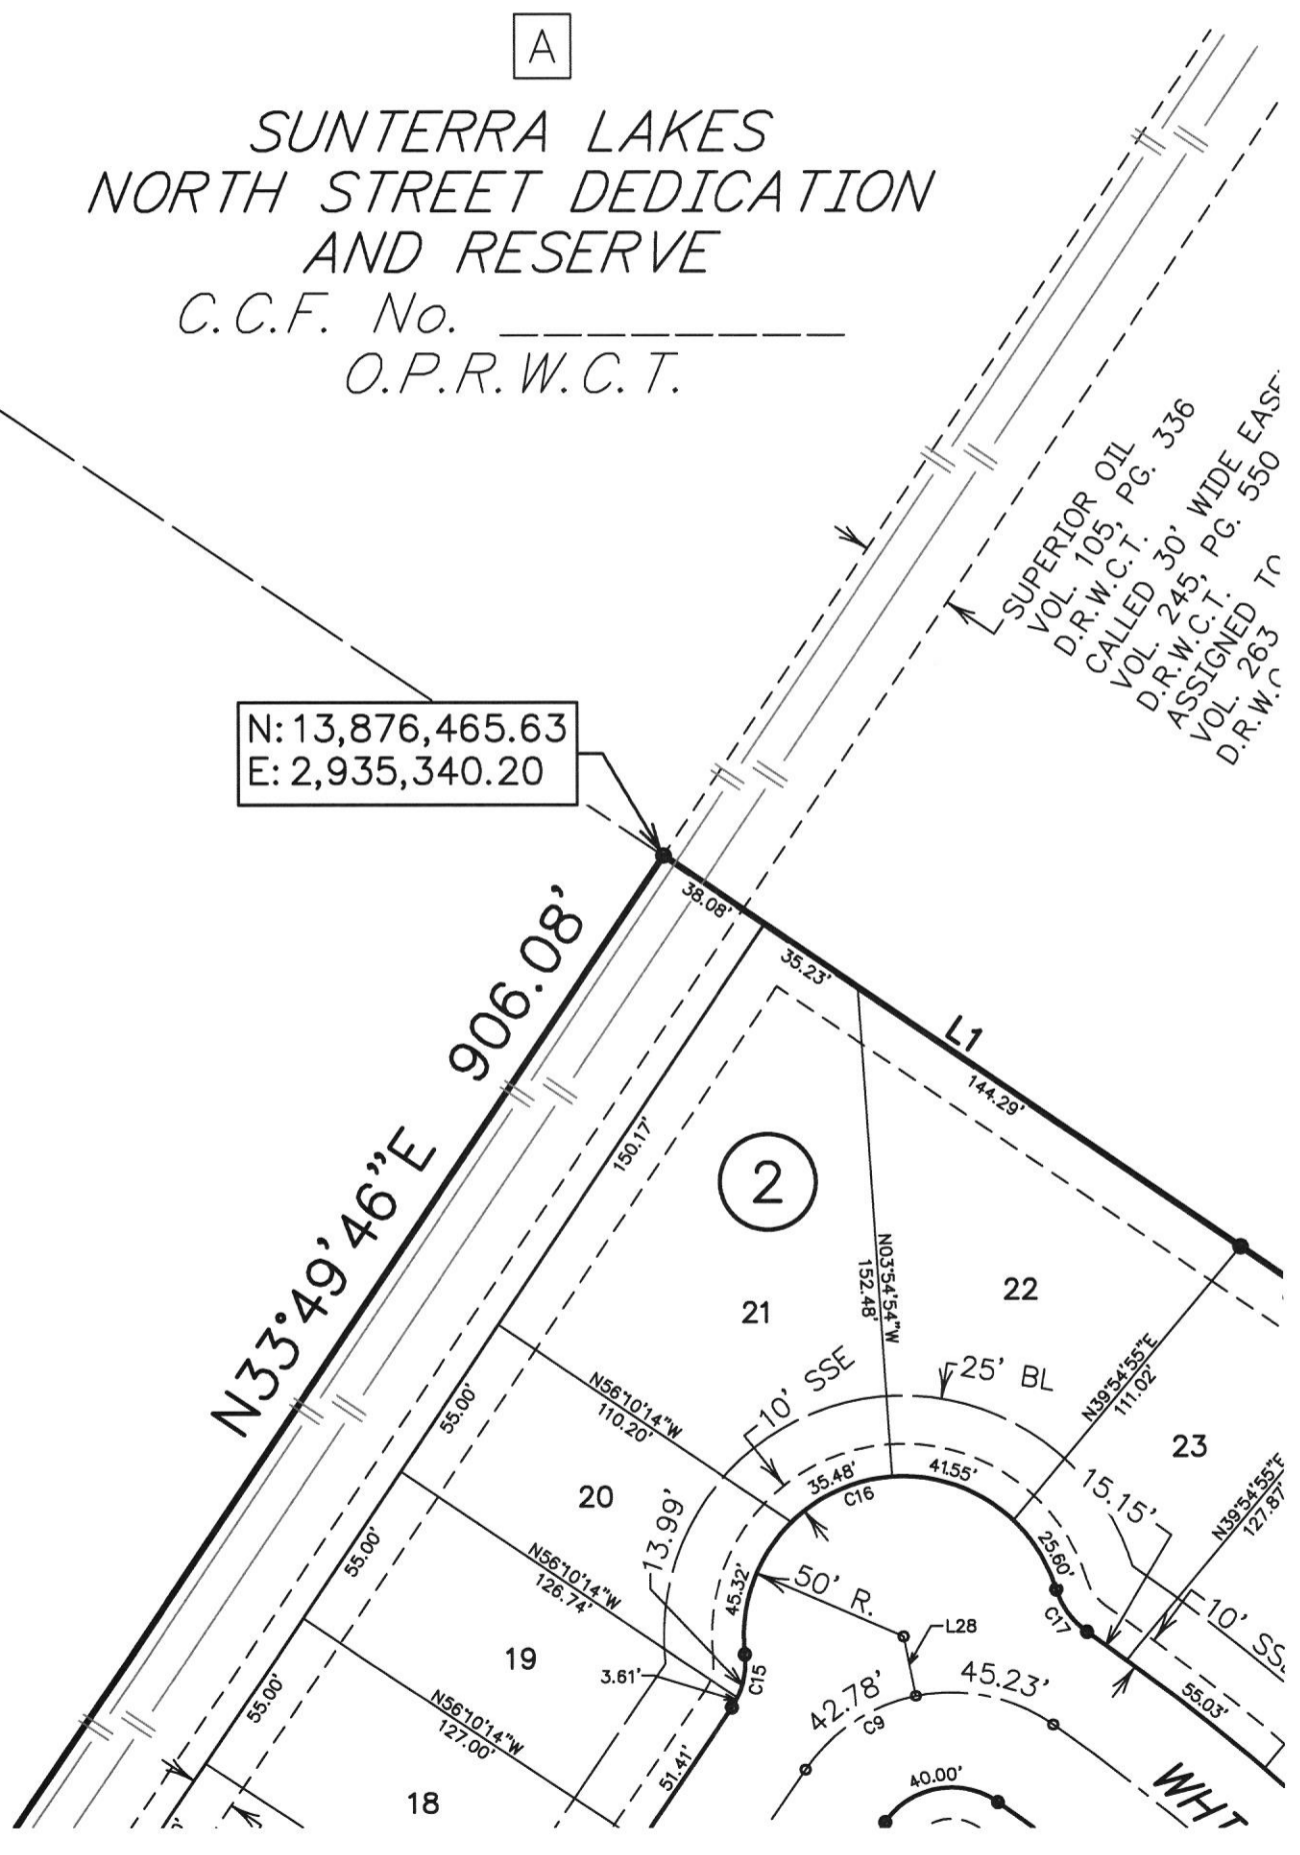 A
SUNTERRA LAKES
NORTH STREET DEDICATION
AND RESERVE
C.C.F. No. __________
O.P.R.W.C.T.
SUPERIOR OIL
VOL. 105, PG. 336
D.R.W.C.T.
CALLED 30' WIDE
VOL. 245, PG. 550
D.R.W.C.T.
ASSIGNED TO
VOL. 263
D.R.W.C
N: 13,876,465.63
E: 2,935,340.20
N33°49'46"E 906.08'
38.08'
35.23'
L1
144.29'
150.17'
2
N03°54'54"W
152.48'
22
21
10' SSE
25' BL
N39°54'55"E
111.02'
23
N39°54'55"E
127.87'
N56°10'14"W
110.20'
55.00'
35.48'
C16
41.55'
15.15'
20
13.99'
45.32'
50' R.
25.60'
C17
10' SSE
N56°10'14"W
126.74'
55.00'
19
3.61'
C15
L28
42.78'
C9
45.23'
55.03'
N56°10'14"W
127.00'
55.00'
51.41'
18
40.00'